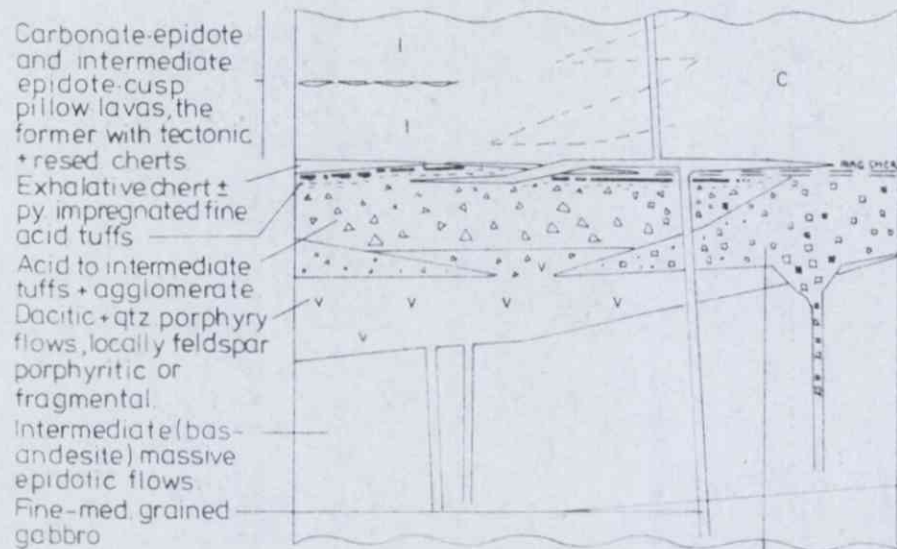 Carbonate-epidote
and intermediate
epidote-cusp
pillow lavas, the
former with tectonic
+ resed cherts
Exhalative chert ±
py. impregnated fine
acid tuffs
Acid to intermediate
tuffs + agglomerate
Dacitic + qtz. porphyry
flows, locally feldspar
porphyritic or
fragmental.
Intermediate (bas-
andesite) massive
epidotic flows.
Fine-med. grained
gabbro
I
I
C
MAG CHER
V
V V V V
V